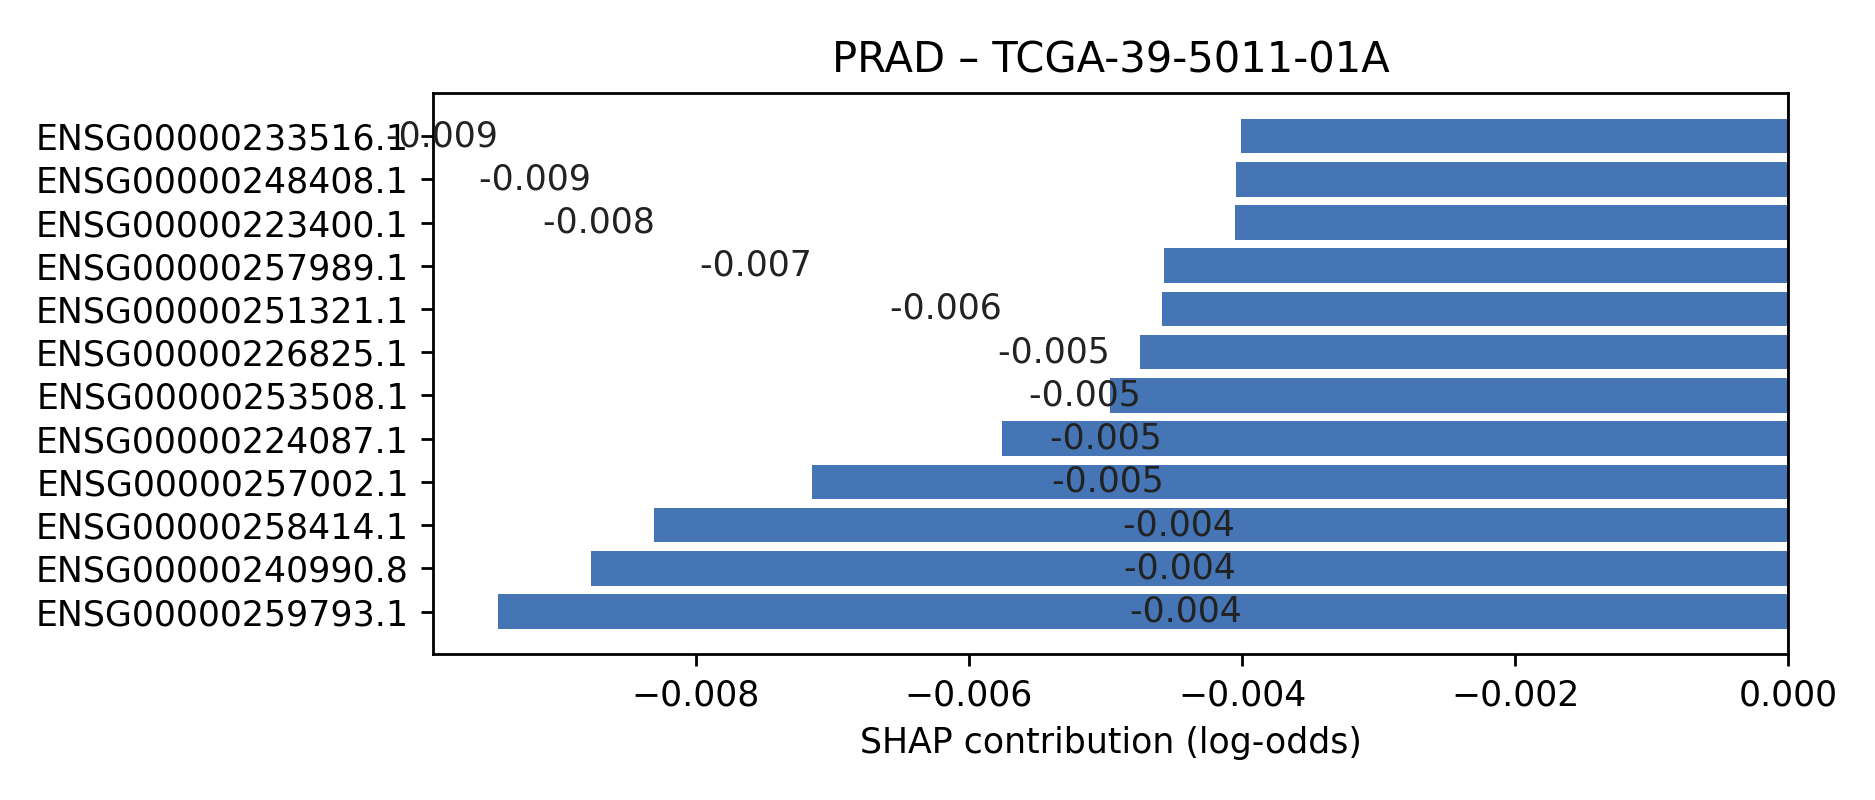 PRAD – TCGA-39-5011-01A
ENSG00000233516.1 -0.009
ENSG00000248408.1 -0.009
ENSG00000223400.1 -0.008
ENSG00000257989.1 -0.007
ENSG00000251321.1 -0.006
ENSG00000226825.1 -0.005
ENSG00000253508.1 -0.005
ENSG00000224087.1 -0.005
ENSG00000257002.1 -0.005
ENSG00000258414.1 -0.004
ENSG00000240990.8 -0.004
ENSG00000259793.1 -0.004
−0.008 −0.006 −0.004 −0.002 0.000
SHAP contribution (log-odds)